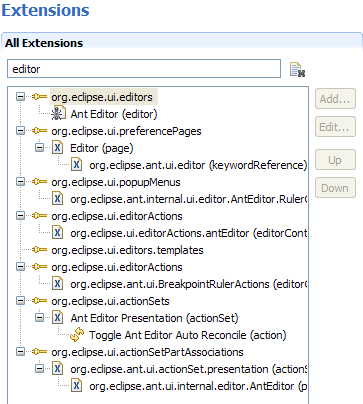 Extensions
All Extensions
editor
org.eclipse.ui.editors
Ant Editor (editor)
org.eclipse.ui.preferencePages
Editor (page)
org.eclipse.ant.ui.editor (keywordReference)
org.eclipse.ui.popupMenus
org.eclipse.ant.internal.ui.editor.AntEditor.RulerC
org.eclipse.ui.editorActions
org.eclipse.ui.editorActions.antEditor (editorCont
org.eclipse.ui.editors.templates
org.eclipse.ui.editorActions
org.eclipse.ant.ui.BreakpointRulerActions (editorC
org.eclipse.ui.actionSets
Ant Editor Presentation (actionSet)
Toggle Ant Editor Auto Reconcile (action)
org.eclipse.ui.actionSetPartAssociations
org.eclipse.ant.ui.actionSet.presentation (actionS
org.eclipse.ant.ui.internal.editor.AntEditor (p
Add...
Edit...
Up
Down